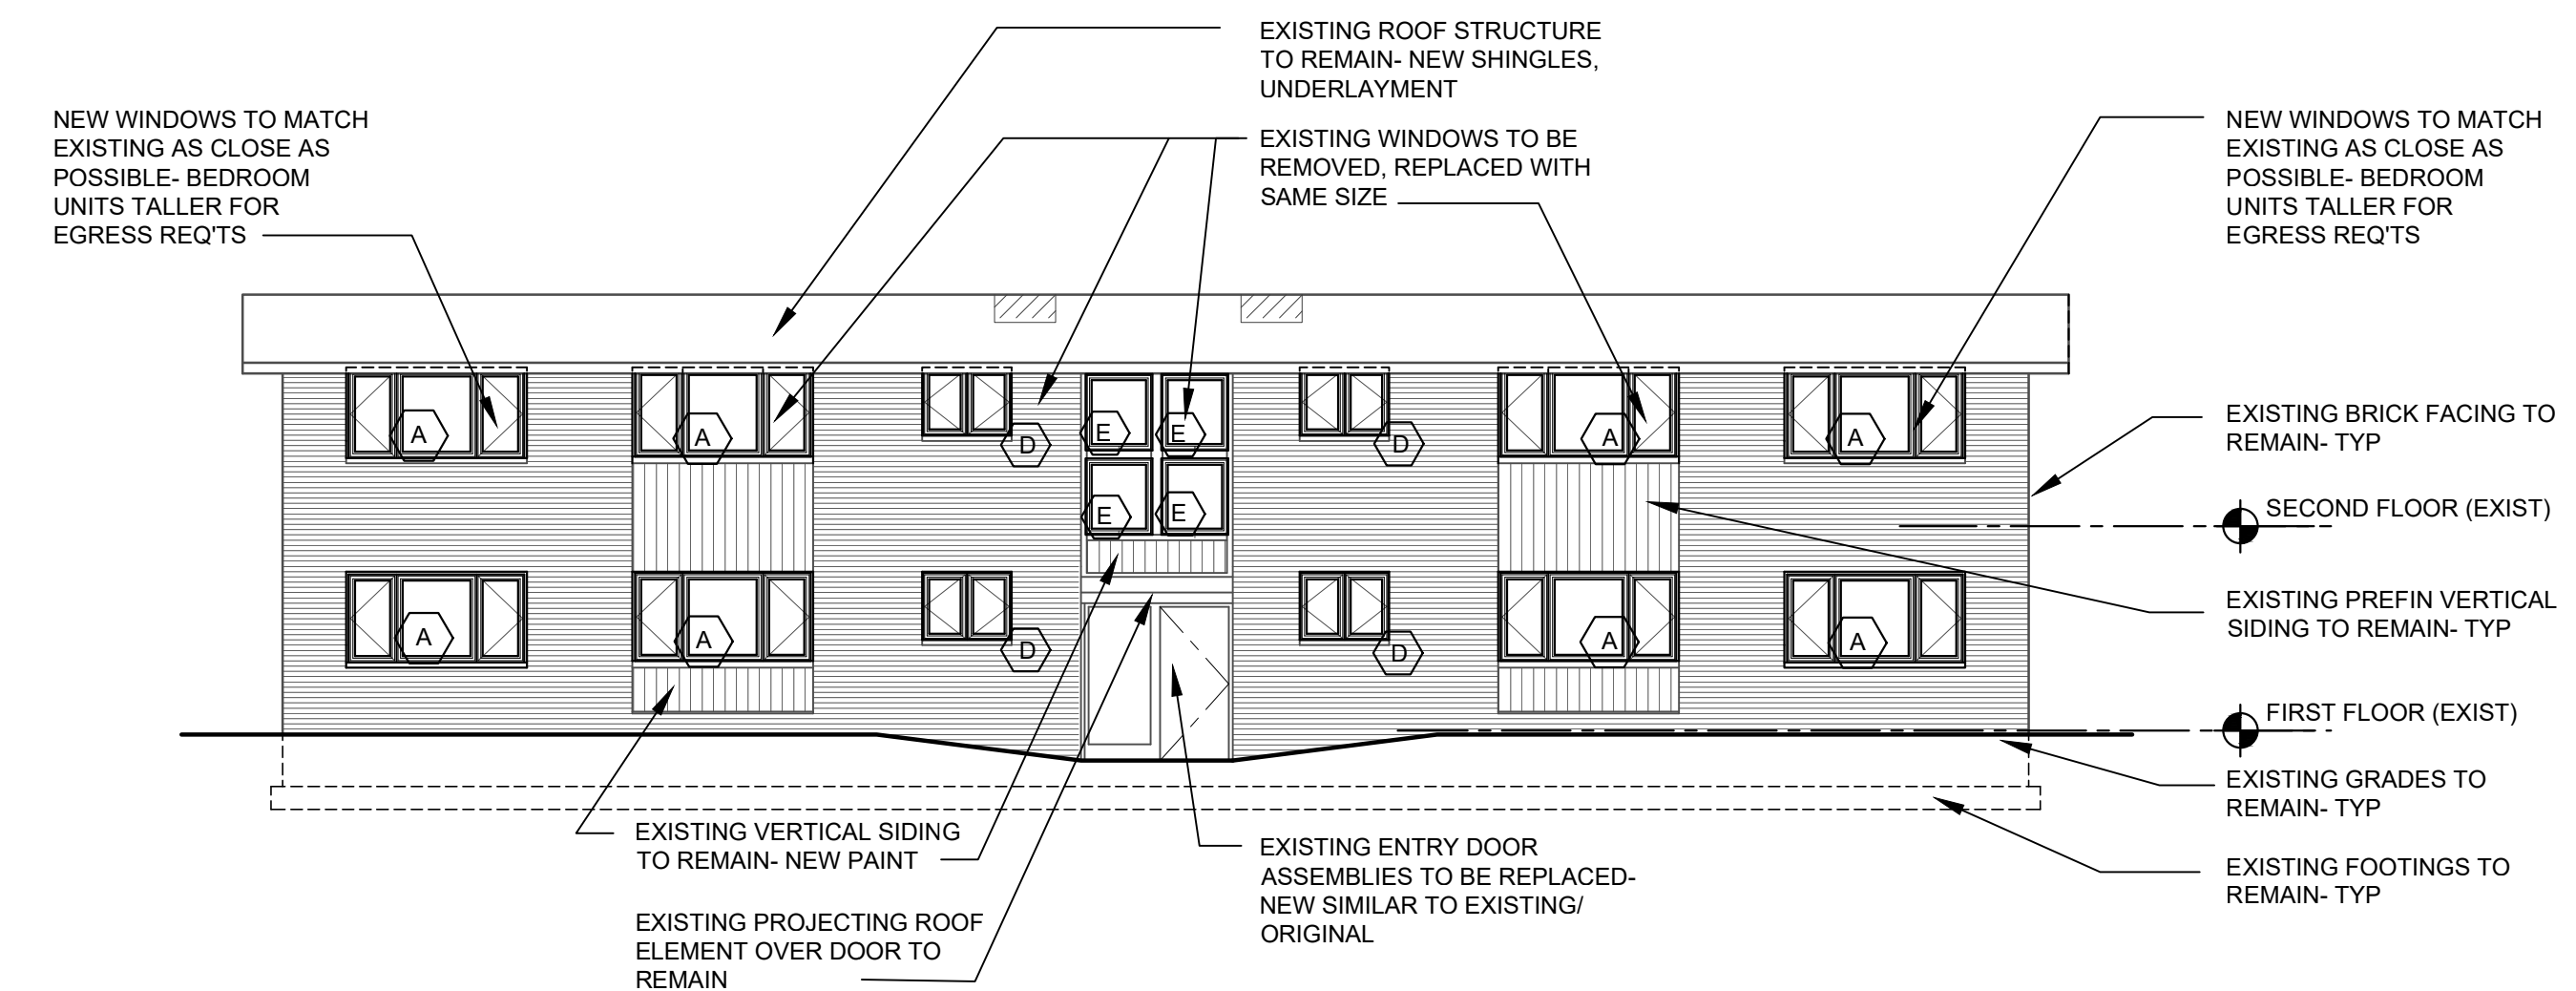 EXISTING ROOF STRUCTURE
TO REMAIN- NEW SHINGLES,
UNDERLAYMENT
NEW WINDOWS TO MATCH
EXISTING AS CLOSE AS
POSSIBLE- BEDROOM
UNITS TALLER FOR
EGRESS REQ'TS
EXISTING WINDOWS TO BE
REMOVED, REPLACED WITH
SAME SIZE
NEW WINDOWS TO MATCH
EXISTING AS CLOSE AS
POSSIBLE- BEDROOM
UNITS TALLER FOR
EGRESS REQ'TS
A
A
D
E
E
D
A
A
E
E
EXISTING BRICK FACING TO
REMAIN- TYP
SECOND FLOOR (EXIST)
A
A
D
D
A
A
EXISTING PREFIN VERTICAL
SIDING TO REMAIN- TYP
FIRST FLOOR (EXIST)
EXISTING GRADES TO
REMAIN- TYP
EXISTING FOOTINGS TO
REMAIN- TYP
EXISTING VERTICAL SIDING
TO REMAIN- NEW PAINT
EXISTING PROJECTING ROOF
ELEMENT OVER DOOR TO
REMAIN
EXISTING ENTRY DOOR
ASSEMBLIES TO BE REPLACED-
NEW SIMILAR TO EXISTING/
ORIGINAL